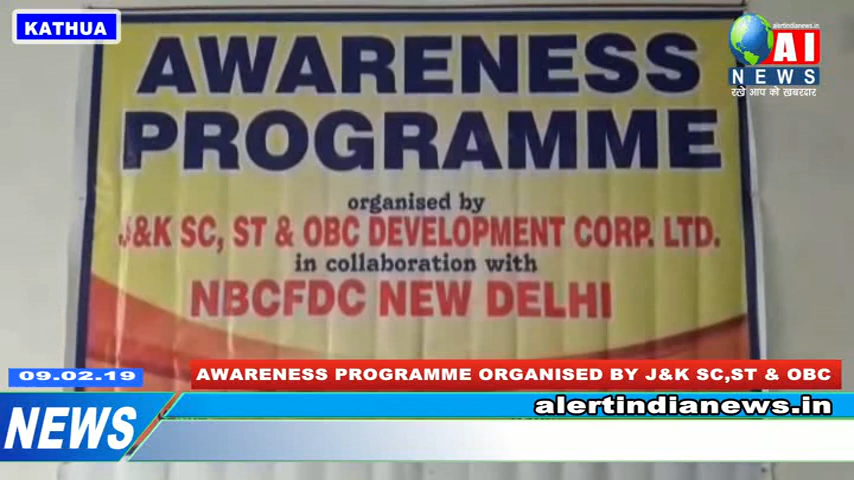 KATHUA
alertindianews.in
AI
NEWS
रखे आप को खबरदार
AWARENESS
PROGRAMME
organised by
J&K SC, ST & OBC DEVELOPMENT CORP. LTD.
in collaboration with
NBCFDC NEW DELHI
09.02.19
AWARENESS PROGRAMME ORGANISED BY J&K SC,ST & OBC
alertindianews.in
NEWS